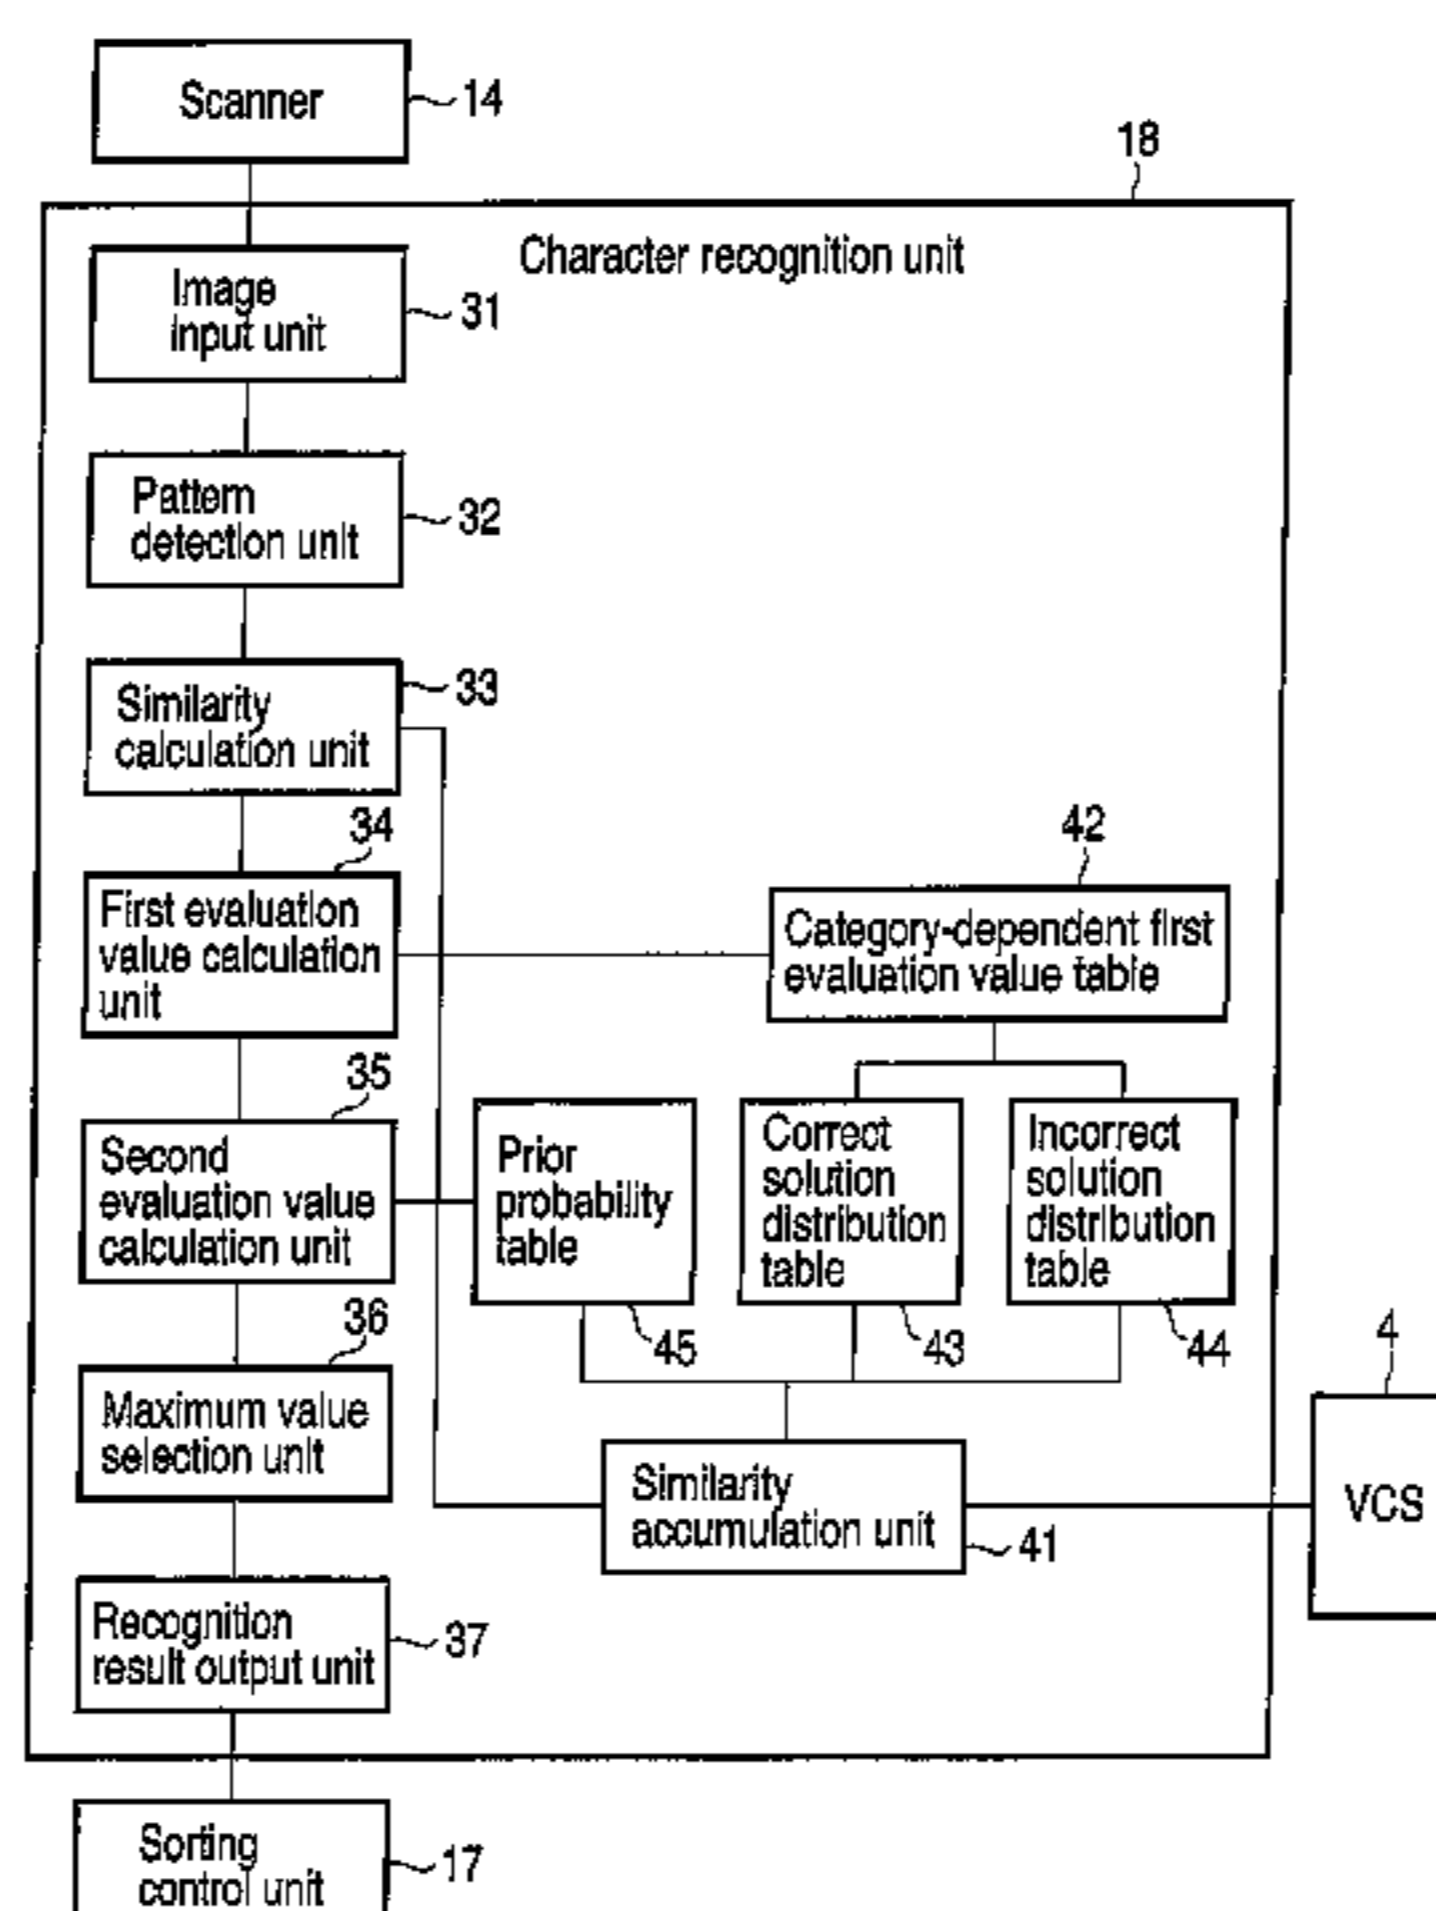 Scanner
14
18
Character recognition unit
Image
input unit
31
Pattern
detection unit
32
Similarity
calculation unit
33
34
First evaluation
value calculation
unit
42
Category-dependent first
evaluation value table
35
Second
evaluation value
calculation unit
Prior
probability
table
45
Correct
solution
distribution
table
43
Incorrect
solution
distribution
table
44
36
Maximum value
selection unit
4
VCS
Similarity
accumulation unit
41
Recognition
result output unit
37
Sorting
control unit
17